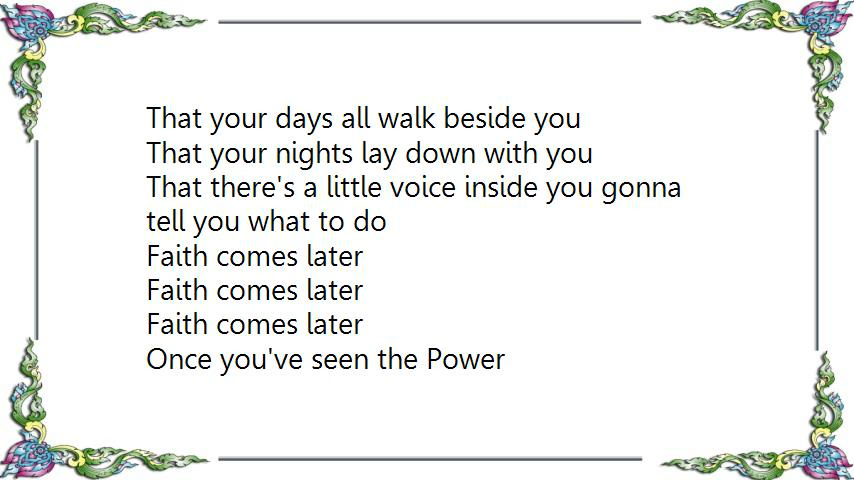 That your days all walk beside you
That your nights lay down with you
That there's a little voice inside you gonna
tell you what to do
Faith comes later
Faith comes later
Faith comes later
Once you've seen the Power